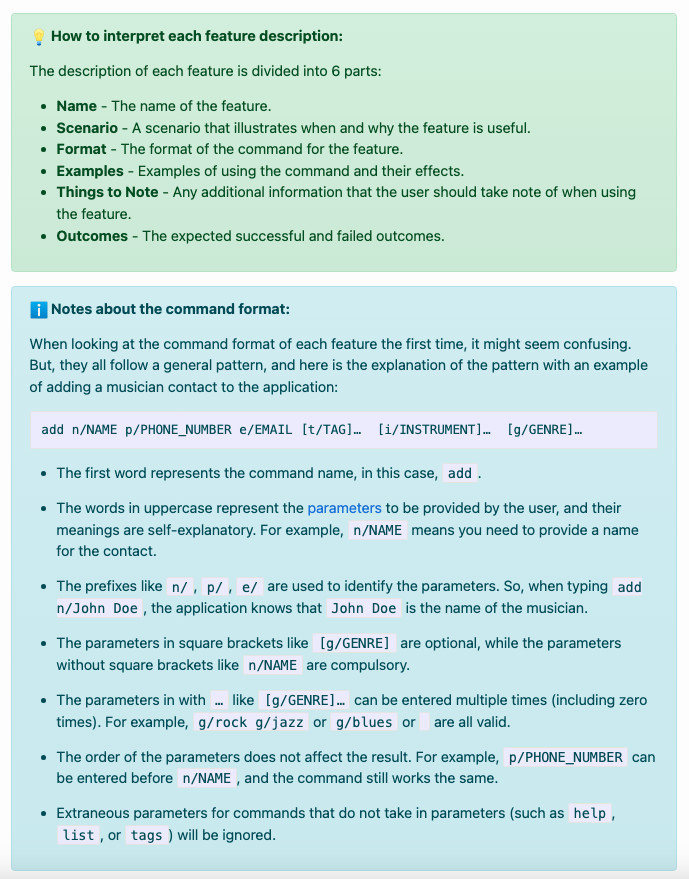 💡 How to interpret each feature description:
The description of each feature is divided into 6 parts:
• Name - The name of the feature.
• Scenario - A scenario that illustrates when and why the feature is useful.
• Format - The format of the command for the feature.
• Examples - Examples of using the command and their effects.
• Things to Note - Any additional information that the user should take note of when using
the feature.
• Outcomes - The expected successful and failed outcomes.
ℹ️ Notes about the command format:
When looking at the command format of each feature the first time, it might seem confusing.
But, they all follow a general pattern, and here is the explanation of the pattern with an example
of adding a musician contact to the application:
add n/NAME p/PHONE_NUMBER e/EMAIL [t/TAG]… [i/INSTRUMENT]… [g/GENRE]…
• The first word represents the command name, in this case, add.
• The words in uppercase represent the parameters to be provided by the user, and their
meanings are self-explanatory. For example, n/NAME means you need to provide a name
for the contact.
• The prefixes like n/, p/, e/ are used to identify the parameters. So, when typing add
n/John Doe, the application knows that John Doe is the name of the musician.
• The parameters in square brackets like [g/GENRE] are optional, while the parameters
without square brackets like n/NAME are compulsory.
• The parameters in with … like [g/GENRE]… can be entered multiple times (including zero
times). For example, g/rock g/jazz or g/blues or are all valid.
• The order of the parameters does not affect the result. For example, p/PHONE_NUMBER can
be entered before n/NAME, and the command still works the same.
• Extraneous parameters for commands that do not take in parameters (such as help,
list, or tags) will be ignored.